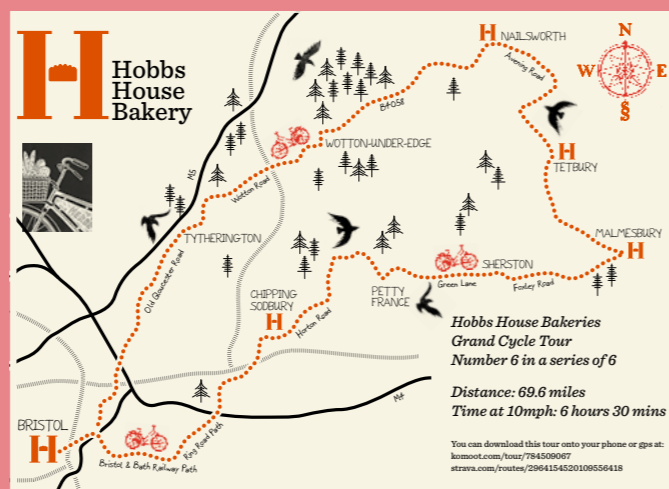 H
Hobbs
House
Bakery
N
W
E
S
H NAILSWORTH
Avening Road
B4058
WOTTON-UNDER-EDGE
H
TETBURY
M5
Wotton Road
TYTHERINGTON
Old Gloucester Road
MALMESBURY
H
SHERSTON
Green Lane
Foxley Road
PETTY
FRANCE
CHIPPING
SODBURY
H
Horton Road
M4
BRISTOL
H
Ring Road Path
Bristol & Bath Railway Path
Hobbs House Bakeries
Grand Cycle Tour
Number 6 in a series of 6
Distance: 69.6 miles
Time at 10mph: 6 hours 30 mins
You can download this tour onto your phone or gps at:
komoot.com/tour/784509067
strava.com/routes/2964154520109556418